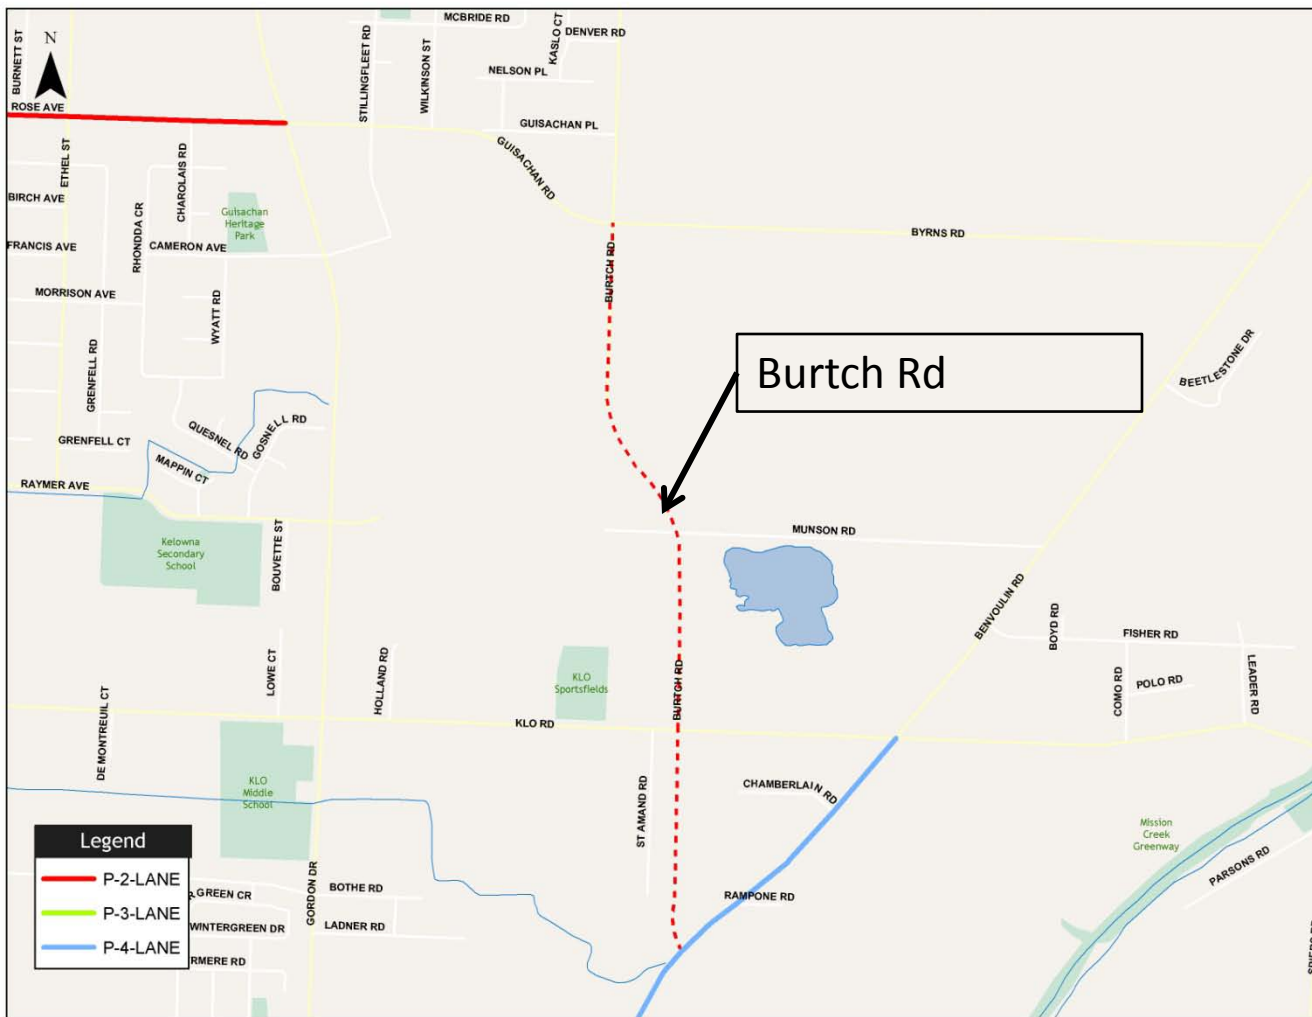 MCBRIDE RD
KASLO CT
DENVER RD
BURNETT ST
N
STILLINGFLEET RD
WILKINSON ST
NELSON PL
ROSE AVE
GUISACHAN PL
ETHEL ST
CHAROLAIS RD
GUISACHAN RD
BIRCH AVE
RHONDDA CR
Guisachan
Heritage
Park
FRANCIS AVE
CAMERON AVE
BYRNS RD
BURTCH RD
MORRISON AVE
WYATT RD
GRENFELL RD
Burtch Rd
BEETLESTONE DR
QUESNEL RD
GOSNELL RD
GRENFELL CT
MAPPIN CT
RAYMER AVE
MUNSON RD
Kelowna
Secondary
School
BOUVETTE ST
BENVOULIN RD
BOYD RD
FISHER RD
LOWE CT
HOLLAND RD
KLO
Sportsfields
BURTCH RD
COMO RD
POLO RD
LEADER RD
DE MONTREUIL CT
KLO RD
KLO
Middle
School
ST AMAND RD
CHAMBERLAIN RD
Mission
Creek
Greenway
PARSONS RD
Legend
P-2-LANE
P-3-LANE
P-4-LANE
GREEN CR
WINTERGREEN DR
RMERE RD
GORDON DR
BOTHE RD
LADNER RD
RAMPONE RD